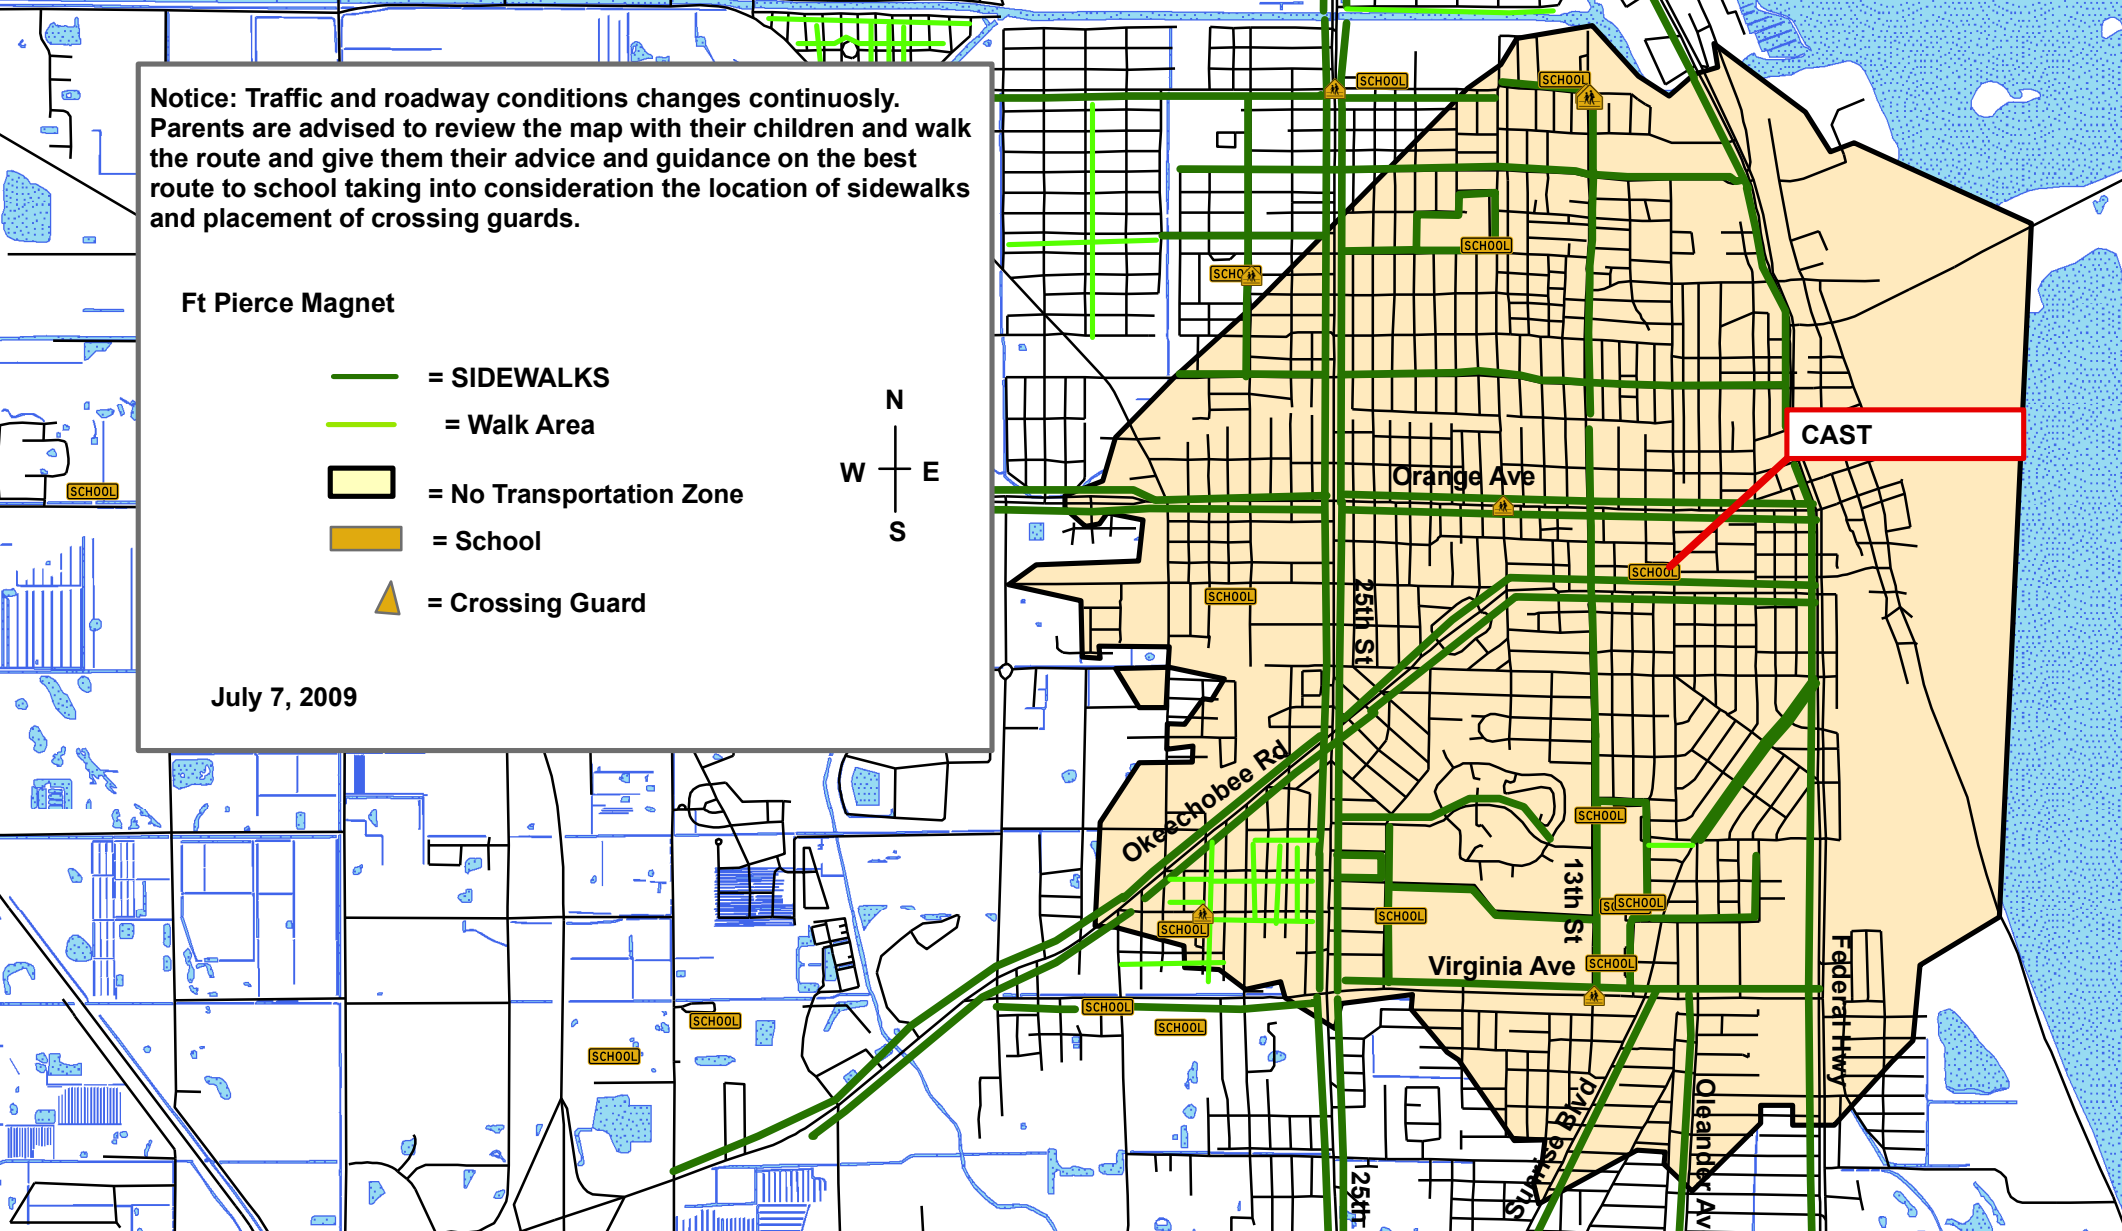 Notice: Traffic and roadway conditions changes continuosly.
Parents are advised to review the map with their children and walk
the route and give them their advice and guidance on the best
route to school taking into consideration the location of sidewalks
and placement of crossing guards.
Ft Pierce Magnet
= SIDEWALKS
= Walk Area
= No Transportation Zone
= School
= Crossing Guard
N
W E
S
July 7, 2009
SCHOOL
SCHOOL
SCHOOL
SCHOOL
SCHOOL
CAST
Orange Ave
SCHOOL
SCHOOL
25th St
Okeechobee Rd
SCHOOL
13th St
SCHOOL
SCHOOL
SCHOOL
Virginia Ave
SCHOOL
Federal Hwy
SCHOOL
SCHOOL
SCHOOL
SCHOOL
Sunrise Blvd
Oleander Av
25th